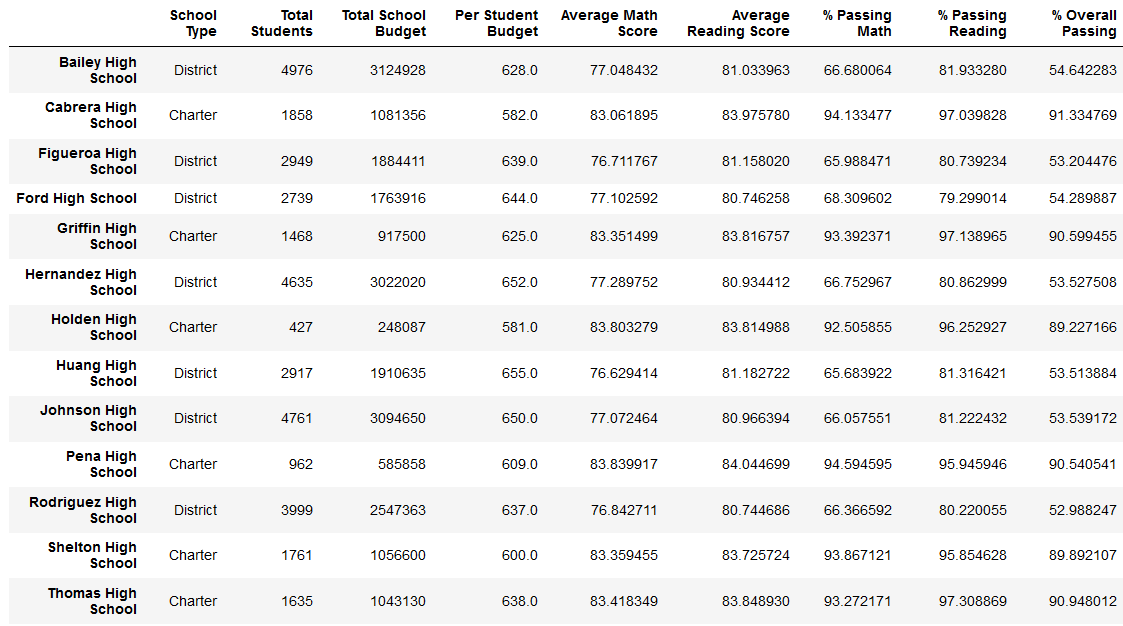 School Type Total Students Total School Budget Per Student Budget Average Math Score Average Reading Score % Passing Math % Passing Reading % Overall Passing
Bailey High School District 4976 3124928 628.0 77.048432 81.033963 66.680064 81.933280 54.642283
Cabrera High School Charter 1858 1081356 582.0 83.061895 83.975780 94.133477 97.039828 91.334769
Figueroa High School District 2949 1884411 639.0 76.711767 81.158020 65.988471 80.739234 53.204476
Ford High School District 2739 1763916 644.0 77.102592 80.746258 68.309602 79.299014 54.289887
Griffin High School Charter 1468 917500 625.0 83.351499 83.816757 93.392371 97.138965 90.599455
Hernandez High School District 4635 3022020 652.0 77.289752 80.934412 66.752967 80.862999 53.527508
Holden High School Charter 427 248087 581.0 83.803279 83.814988 92.505855 96.252927 89.227166
Huang High School District 2917 1910635 655.0 76.629414 81.182722 65.683922 81.316421 53.513884
Johnson High School District 4761 3094650 650.0 77.072464 80.966394 66.057551 81.222432 53.539172
Pena High School Charter 962 585858 609.0 83.839917 84.044699 94.594595 95.945946 90.540541
Rodriguez High School District 3999 2547363 637.0 76.842711 80.744686 66.366592 80.220055 52.988247
Shelton High School Charter 1761 1056600 600.0 83.359455 83.725724 93.867121 95.854628 89.892107
Thomas High School Charter 1635 1043130 638.0 83.418349 83.848930 93.272171 97.308869 90.948012